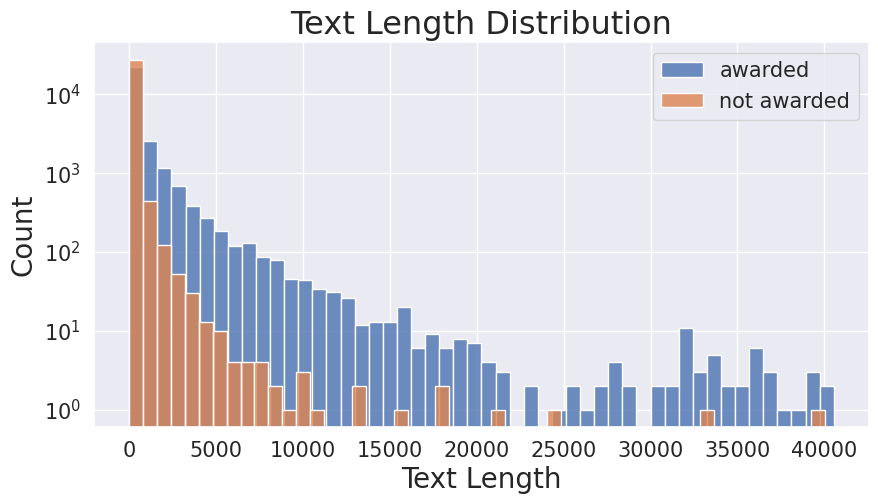 Text Length Distribution
awarded
not awarded
Count
10^4
10^3
10^2
10^1
10^0
0 5000 10000 15000 20000 25000 30000 35000 40000
Text Length